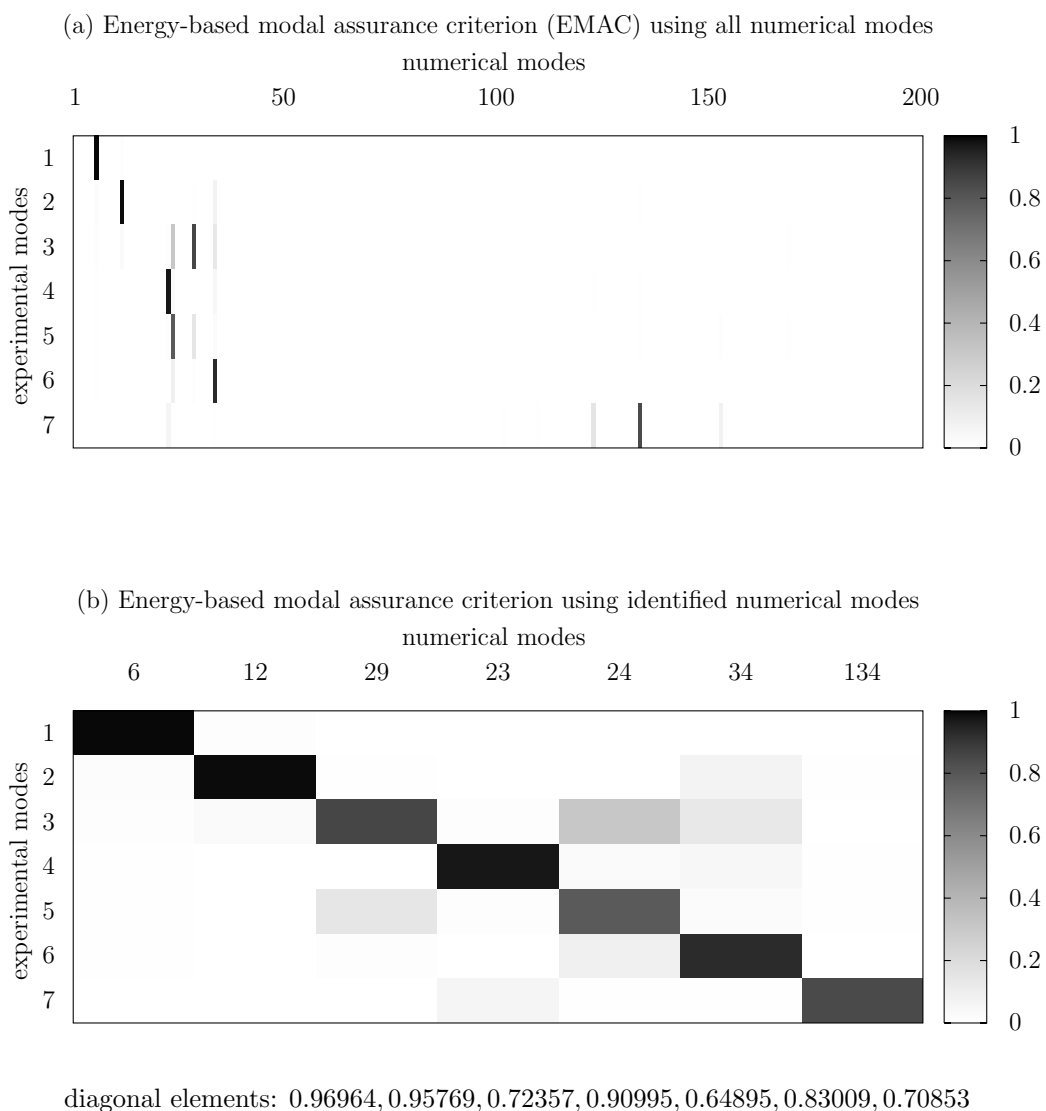 (a) Energy-based modal assurance criterion (EMAC) using all numerical modes
numerical modes
1 50 100 150 200
experimental modes
1
2
3
4
5
6
7
1
0.8
0.6
0.4
0.2
0
(b) Energy-based modal assurance criterion using identified numerical modes
numerical modes
6 12 29 23 24 34 134
experimental modes
1
2
3
4
5
6
7
1
0.8
0.6
0.4
0.2
0
diagonal elements: 0.96964, 0.95769, 0.72357, 0.90995, 0.64895, 0.83009, 0.70853